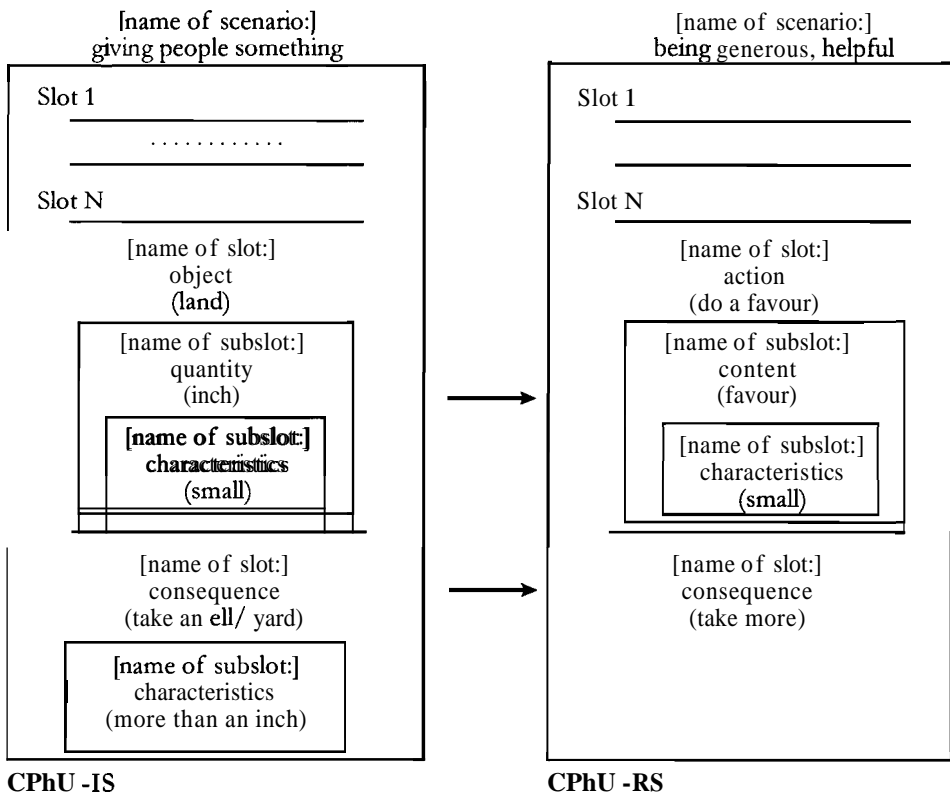 [name of scenario:]
giving people something
Slot 1
. . . . . . . . . . . .
Slot N
[name of slot:]
object
(land)
[name of subslot:]
quantity
(inch)
[name of subslot:]
characteristics
(small)
[name of slot:]
consequence
(take an ell/ yard)
[name of subslot:]
characteristics
(more than an inch)
CPhU -IS
[name of scenario:]
being generous, helpful
Slot 1
Slot N
[name of slot:]
action
(do a favour)
[name of subslot:]
content
(favour)
[name of subslot:]
characteristics
(small)
[name of slot:]
consequence
(take more)
CPhU -RS